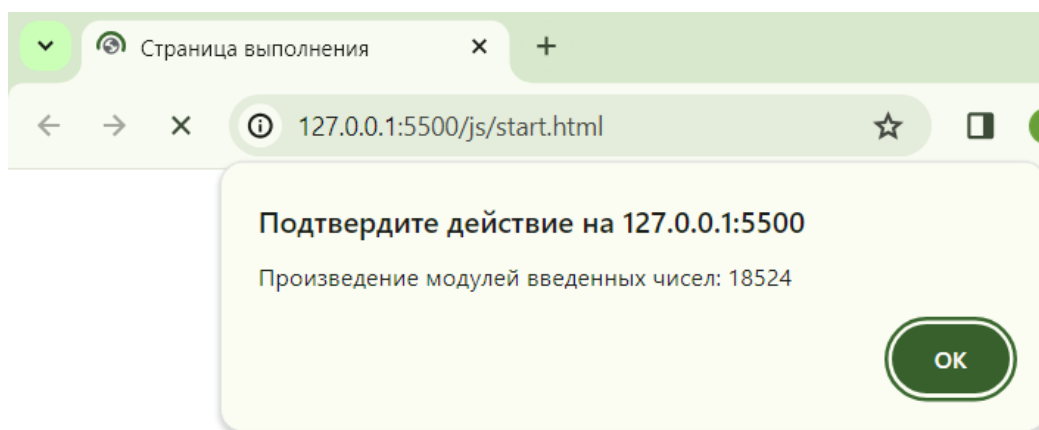 Страница выполнения
127.0.0.1:5500/js/start.html
Подтвердите действие на 127.0.0.1:5500
Произведение модулей введенных чисел: 18524
ОК